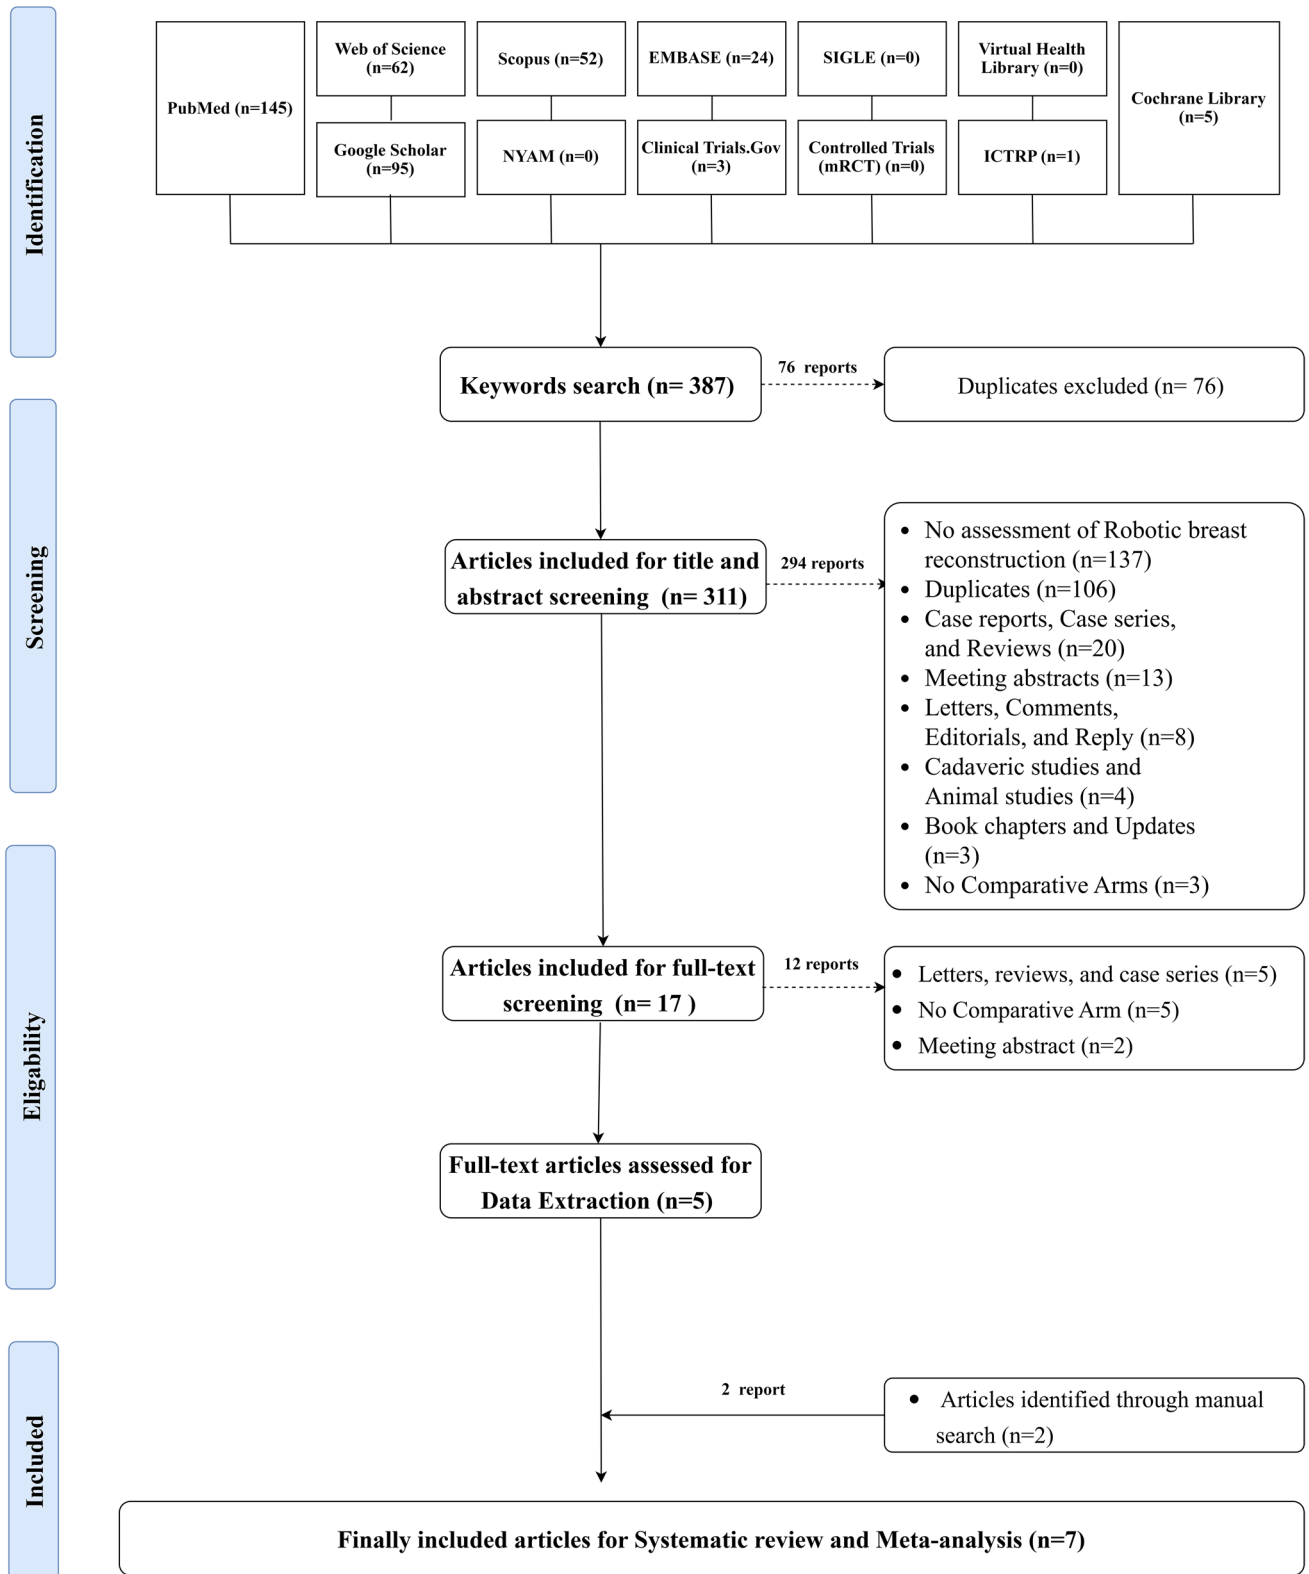 Identification
PubMed (n=145)
Web of Science
(n=62)
Scopus (n=52)
EMBASE (n=24)
SIGLE (n=0)
Virtual Health
Library (n=0)
Cochrane Library
(n=5)
Google Scholar
(n=95)
NYAM (n=0)
Clinical Trials.Gov
(n=3)
Controlled Trials
(mRCT) (n=0)
ICTRP (n=1)
Keywords search (n= 387)
76 reports
Duplicates excluded (n= 76)
Screening
Articles included for title and
abstract screening (n= 311)
294 reports
• No assessment of Robotic breast
reconstruction (n=137)
• Duplicates (n=106)
• Case reports, Case series,
and Reviews (n=20)
• Meeting abstracts (n=13)
• Letters, Comments,
Editorials, and Reply (n=8)
• Cadaveric studies and
Animal studies (n=4)
• Book chapters and Updates
(n=3)
• No Comparative Arms (n=3)
Eligability
Articles included for full-text
screening (n= 17 )
12 reports
• Letters, reviews, and case series (n=5)
• No Comparative Arm (n=5)
• Meeting abstract (n=2)
Full-text articles assessed for
Data Extraction (n=5)
Included
2 report
• Articles identified through manual
search (n=2)
Finally included articles for Systematic review and Meta-analysis (n=7)